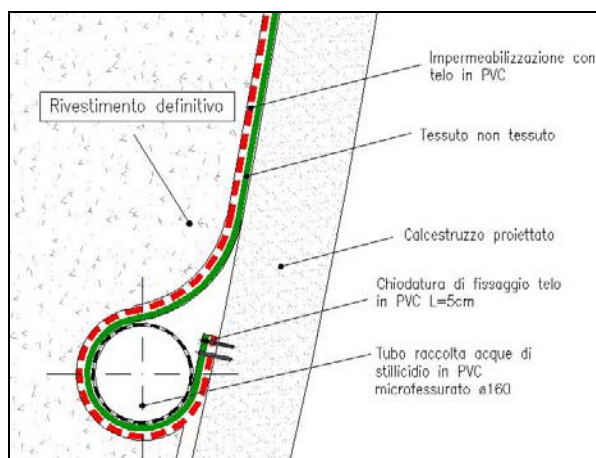 Impermeabilizzazione con
telo in PVC
Rivestimento definitivo
Tessuto non tessuto
Calcestruzzo proiettato
Chiodatura di fissaggio telo
in PVC L=5cm
Tubo raccolta acque di
stillicidio in PVC
microfessurato ø160